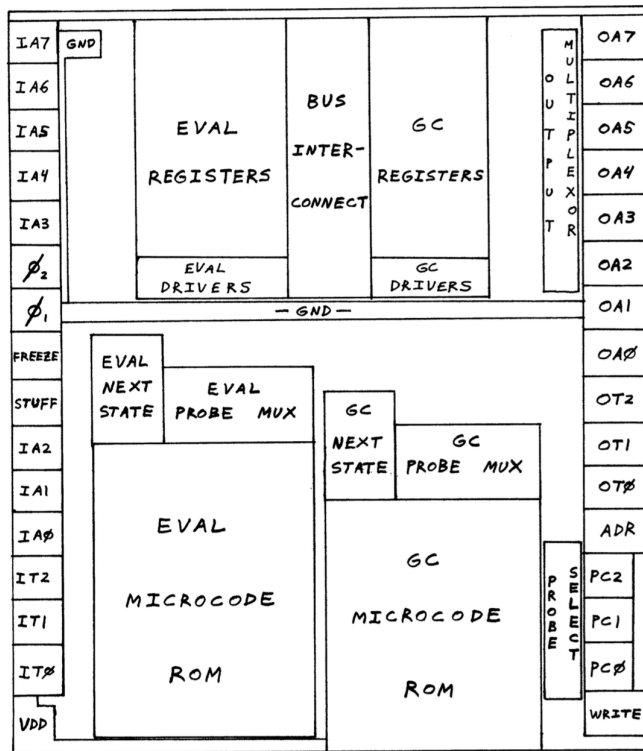 IA7
IA6
IA5
IA4
IA3
ø₂
ø₁
FREEZE
STUFF
IA2
IA1
IAØ
IT2
IT1
ITØ
VDD
GND
EVAL
REGISTERS
EVAL
DRIVERS
BUS
INTER-
CONNECT
GC
REGISTERS
GC
DRIVERS
OUTPUT
MULTIPLEXOR
— GND —
EVAL
NEXT
STATE
EVAL
PROBE MUX
EVAL
MICROCODE
ROM
GC
NEXT
STATE
GC
PROBE MUX
GC
MICROCODE
ROM
PROBE
SELECT
OA7
OA6
OA5
OA4
OA3
OA2
OA1
OAØ
OT2
OT1
OTØ
ADR
PC2
PC1
PCØ
WRITE